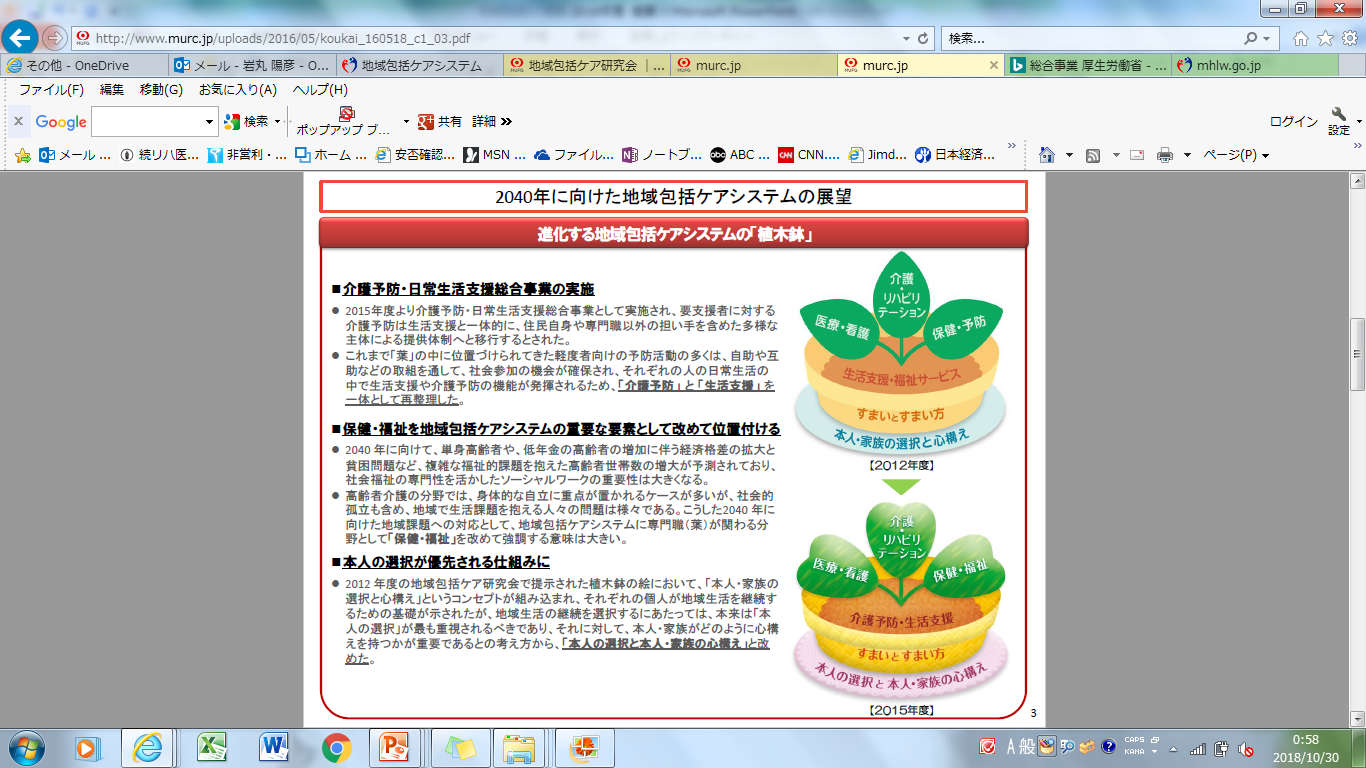 http://www.murc.jp/uploads/2016/05/koukai_160518_c1_03.pdf
検索...
その他 - OneDrive
メール - 岩丸 陽彦 - O...
地域包括ケアシステム
地域包括ケア研究会 | ...
murc.jp
murc.jp
総合事業 厚生労働省 - ...
mhlw.go.jp
ファイル(F) 編集 移動(G) お気に入り(A) ヘルプ(H)
x Google 検索 ポップアップ ブ... 共有 詳細 »
ログイン 設定
メール ... 続リハ医... 非営利・... ホーム ... 安否確認... MSN ... ファイル... ノートブ... ABC ... CNN.... Jimd... 日本経済... »
ページ(P)
2040年に向けた地域包括ケアシステムの展望
進化する地域包括ケアシステムの「植木鉢」
■介護予防・日常生活支援総合事業の実施
● 2015年度より介護予防・日常生活支援総合事業として実施され、要支援者に対する
介護予防は生活支援と一体的に、住民自身や専門職以外の担い手を含めた多様な
主体による提供体制へと移行するとされた。
● これまで「葉」の中に位置づけられてきた軽度者向けの予防活動の多くは、自助や互
助などの取組を通して、社会参加の機会が確保され、それぞれの人の日常生活の
中で生活支援や介護予防の機能が発揮されるため、「介護予防」と「生活支援」を
一体として再整理した。
■保健・福祉を地域包括ケアシステムの重要な要素として改めて位置付ける
● 2040 年に向けて、単身高齢者や、低年金の高齢者の増加に伴う経済格差の拡大と
貧困問題など、複雑な福祉的課題を抱えた高齢者世帯数の増大が予測されており、
社会福祉の専門性を活かしたソーシャルワークの重要性は大きくなる。
● 高齢者介護の分野では、身体的な自立に重点が置かれるケースが多いが、社会的
孤立も含め、地域で生活課題を抱える人々の問題は様々である。こうした2040 年に
向けた地域課題への対応として、地域包括ケアシステムに専門職（葉）が関わる分
野として「保健・福祉」を改めて強調する意味は大きい。
■本人の選択が優先される仕組みに
● 2012 年度の地域包括ケア研究会で提示された植木鉢の絵において、「本人・家族の
選択と心構え」というコンセプトが組み込まれ、それぞれの個人が地域生活を継続す
るための基礎が示されたが、地域生活の継続を選択するにあたっては、本来は「本
人の選択」が最も重視されるべきであり、それに対して、本人・家族がどのように心構
えを持つかが重要であるとの考え方から、「本人の選択と本人・家族の心構え」と改
めた。
介護
・
リハビリ
テーション
医療・看護
保健・予防
生活支援・福祉サービス
すまいとすまい方
本人・家族の選択と心構え
【2012年度】
介護
・
リハビリ
テーション
医療・看護
保健・福祉
介護予防・生活支援
すまいとすまい方
本人の選択と本人・家族の心構え
【2015年度】
3
A 般
CAPS
KANA
0:58
2018/10/30